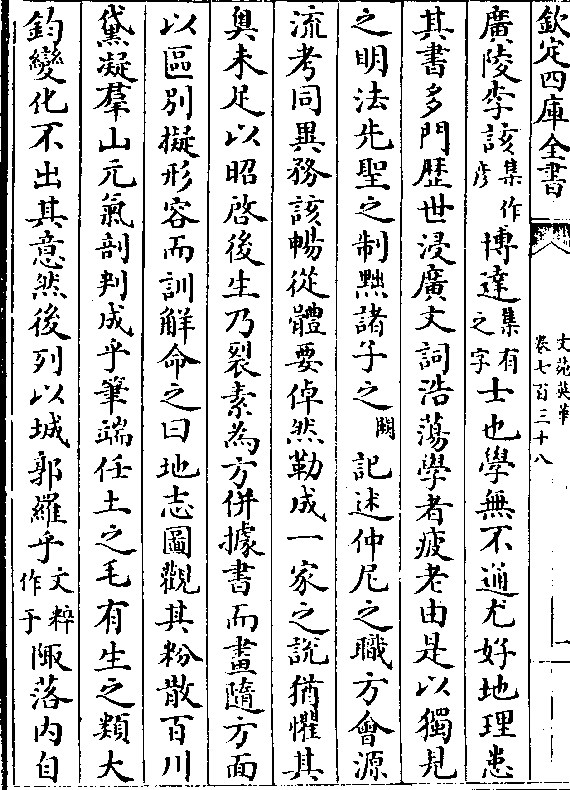 欽定四庫全書
文苑英華
卷七百三十八
廣陵李該集作彦博達集有之字士也學無不通尤好地理患
其書多門歴世浸廣文詞浩蕩學者疲老由是以獨見
之明法先聖之制黜諸子之闕記述仲尼之職方會源
流考同異務該暢從體要倬然勒成一家之說猶懼其
奥未足以昭啓後生乃裂素為方併據書而畫隨方面
以區别擬形容而訓解命之曰地志圖觀其粉散百川
黛凝羣山元氣剖判成乎筆端任土之毛有生之類大
鈞變化不出其意然後列以城郭羅乎文粹作于陬落内自